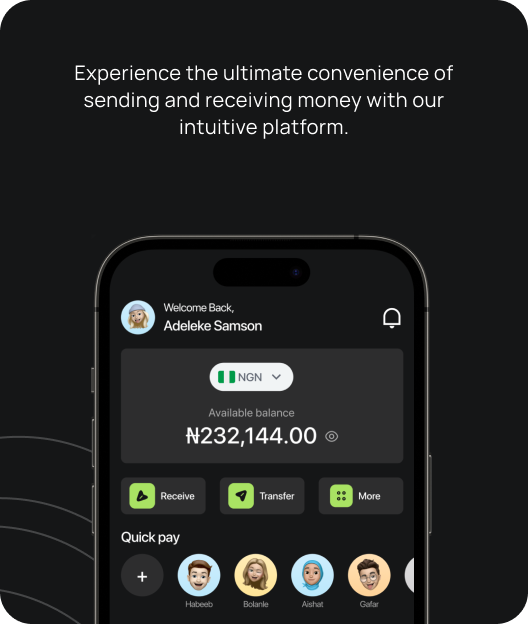 Experience the ultimate convenience of
sending and receiving money with our
intuitive platform.
Welcome Back,
Adeleke Samson
NGN
Available balance
₦232,144.00
Receive
Transfer
More
Quick pay
Habeeb
Bolanle
Aishat
Gafar